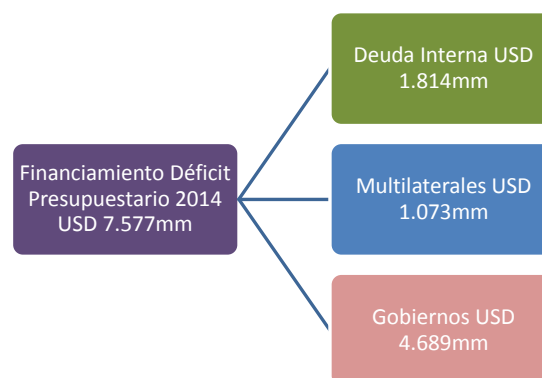 Financiamiento Déficit
Presupuestario 2014
USD 7.577mm
Deuda Interna USD
1.814mm
Multilaterales USD
1.073mm
Gobiernos USD
4.689mm